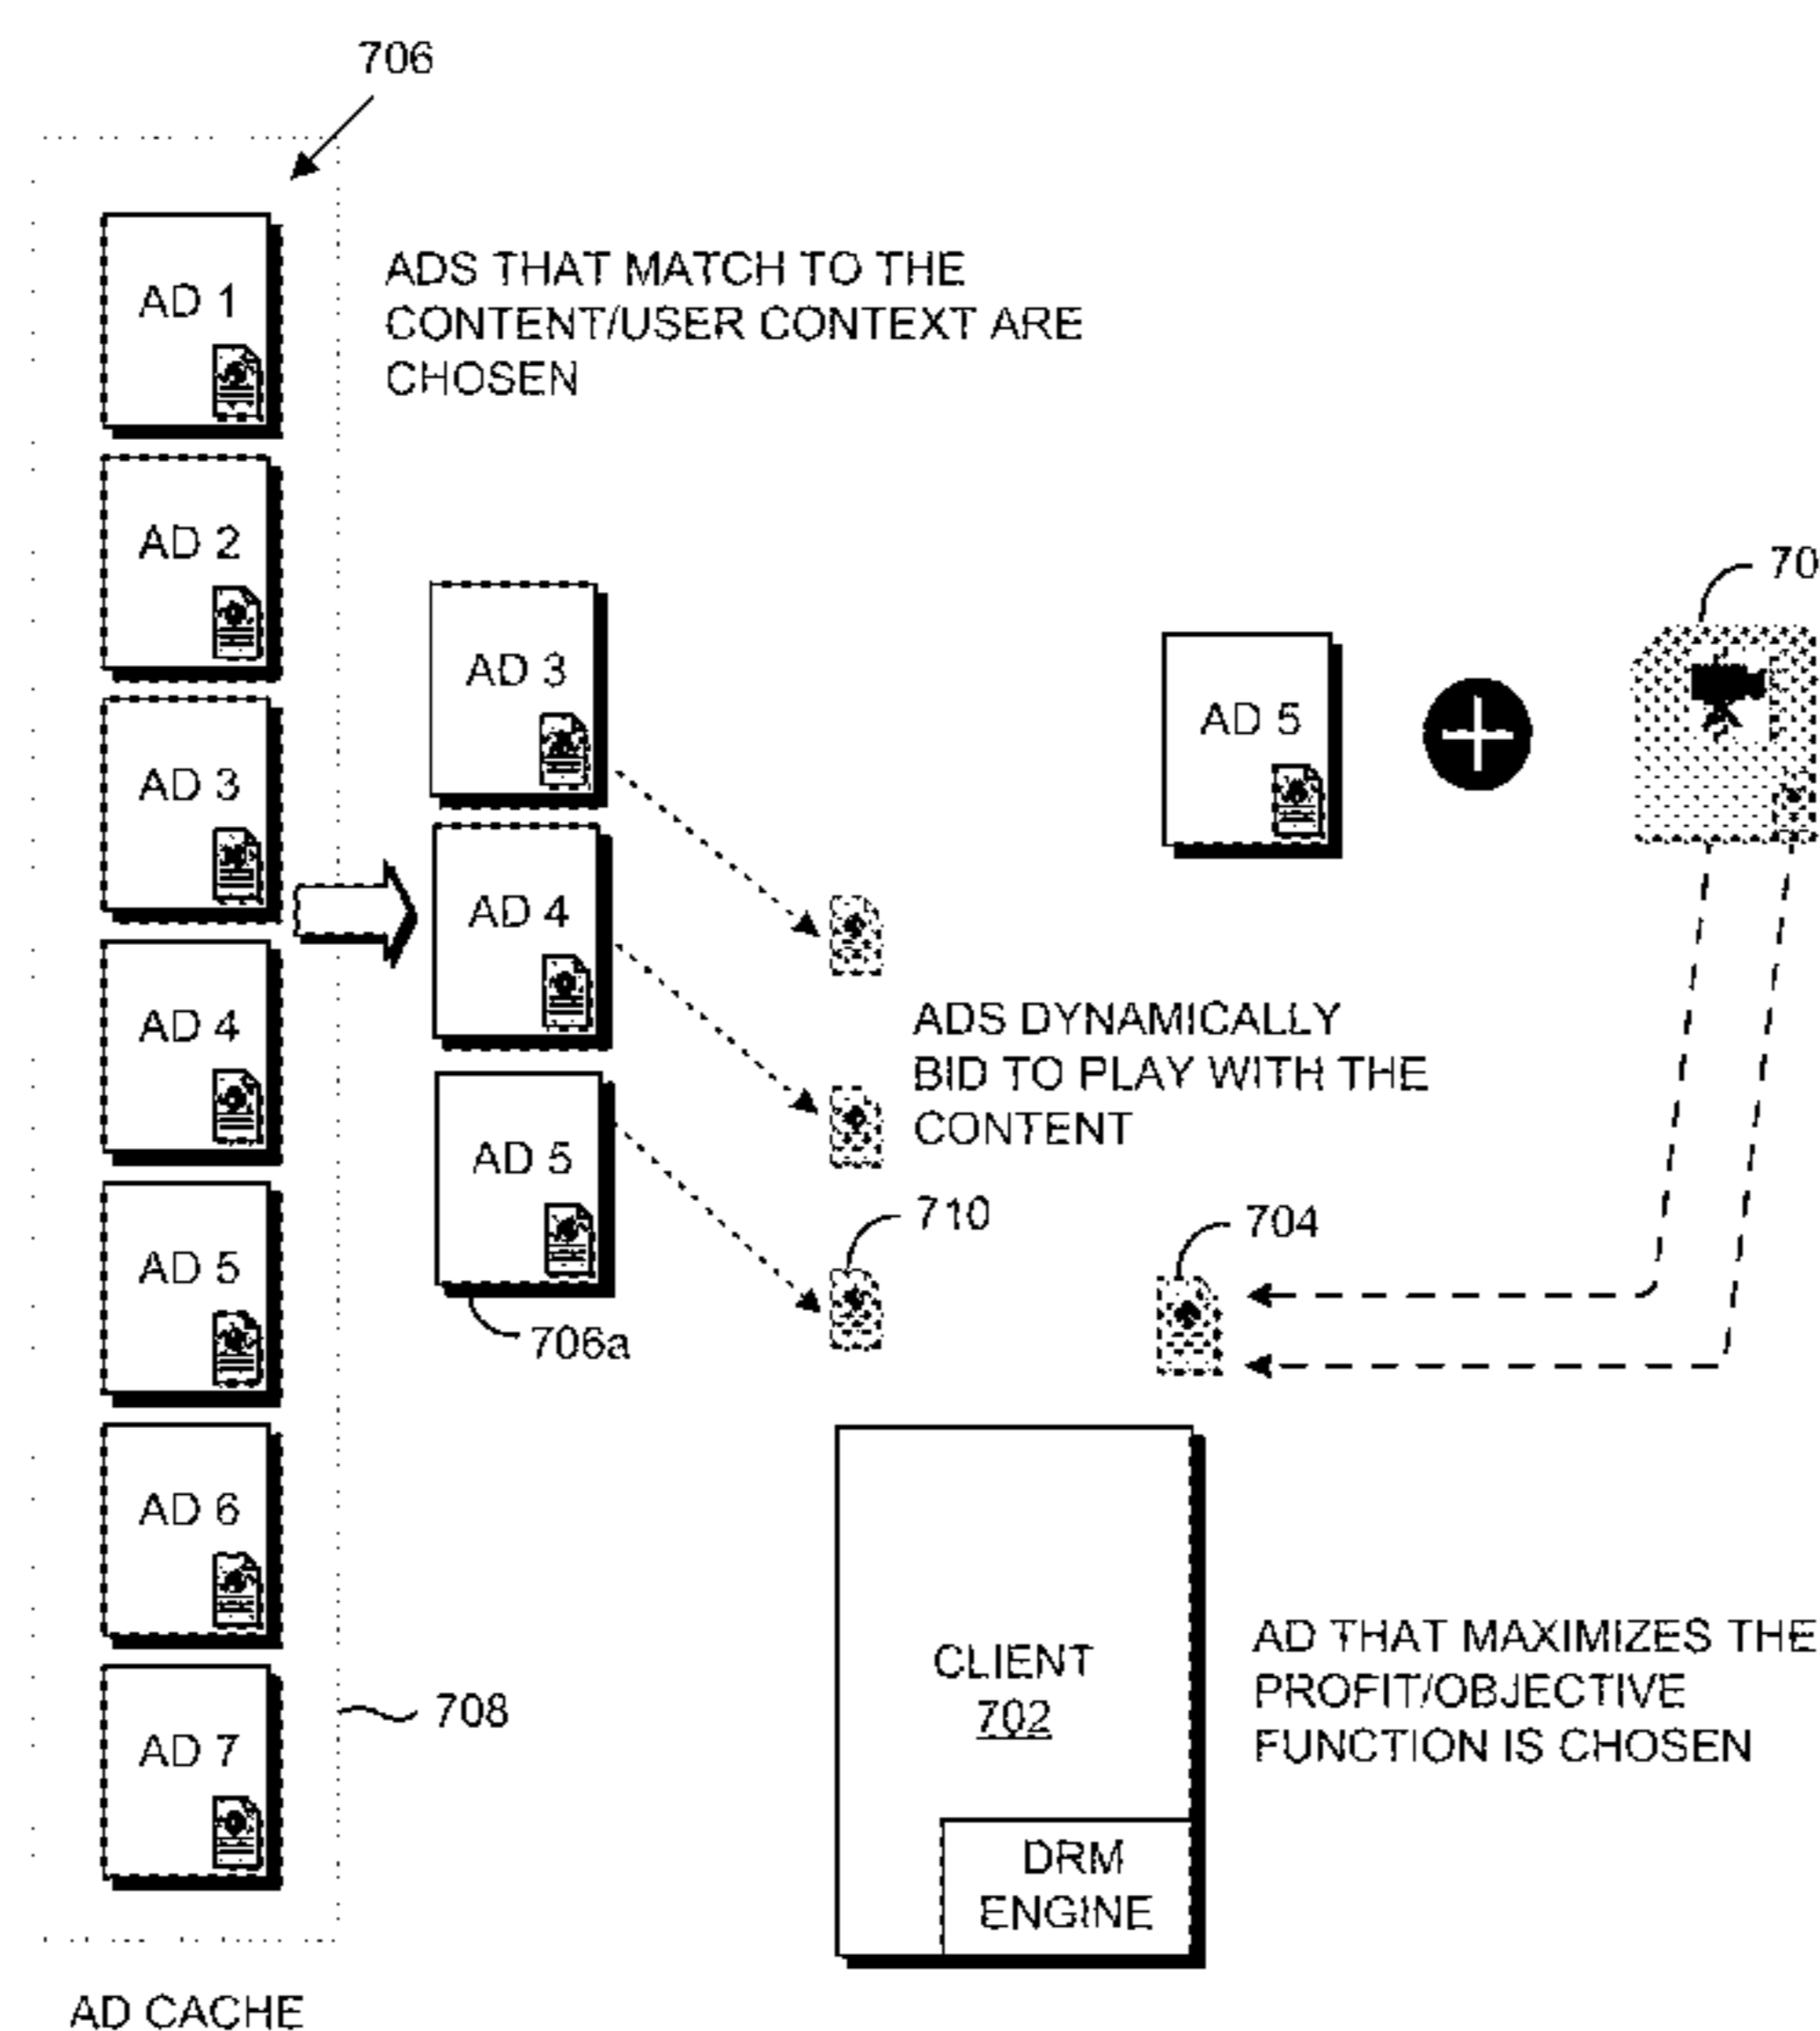 706
AD 1
ADS THAT MATCH TO THE
CONTENT/USER CONTEXT ARE
CHOSEN
AD 2
AD 3
AD 4
AD 5
AD 6
AD 7
708
AD CACHE
AD 3
AD 4
AD 5
706a
ADS DYNAMICALLY
BID TO PLAY WITH THE
CONTENT
710
704
AD 5
70
CLIENT
702
DRM
ENGINE
AD THAT MAXIMIZES THE
PROFIT/OBJECTIVE
FUNCTION IS CHOSEN